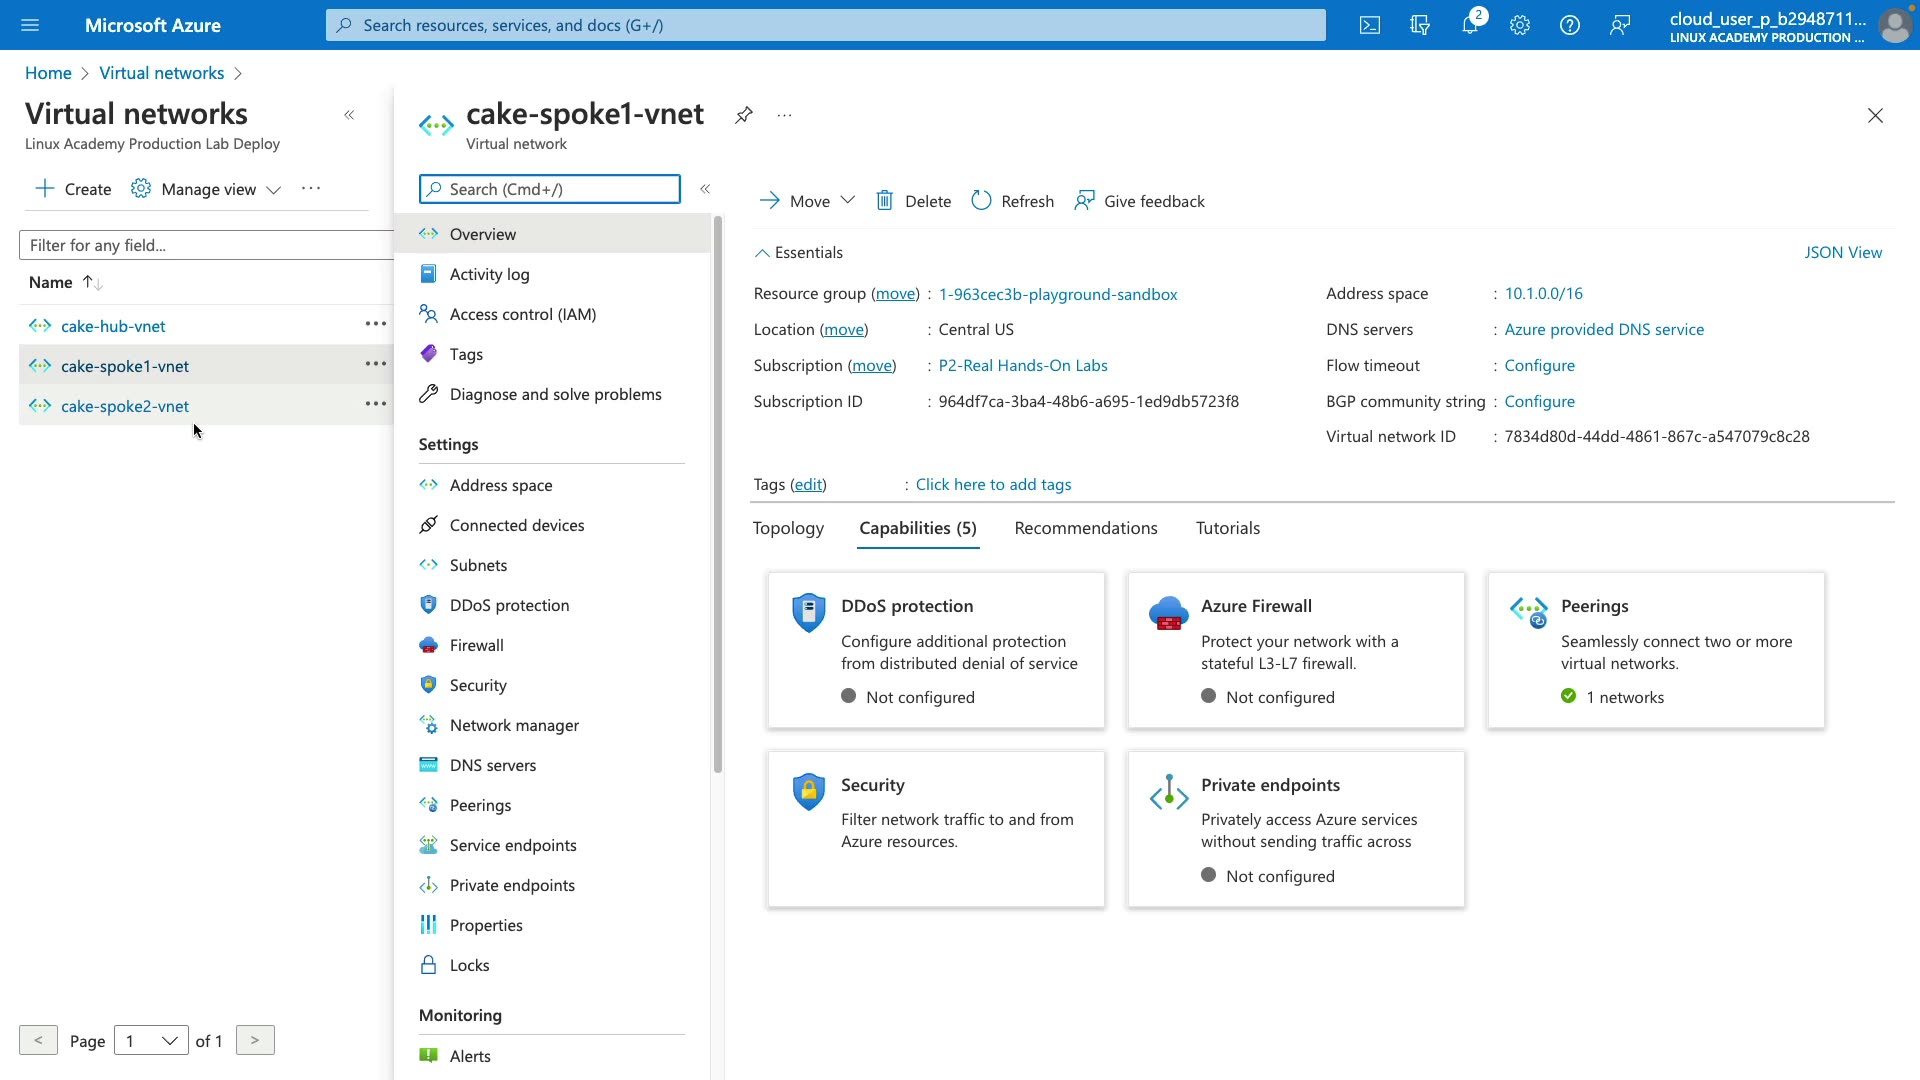 Microsoft Azure
Search resources, services, and docs (G+/)
2
cloud_user_p_b2948711...
LINUX ACADEMY PRODUCTION ...
Home
Virtual networks
Virtual networks
Linux Academy Production Lab Deploy
Create
Manage view
Filter for any field...
Name
cake-hub-vnet
cake-spoke1-vnet
cake-spoke2-vnet
< Page 1 of 1 >
cake-spoke1-vnet
Virtual network
Search (Cmd+/)
Overview
Activity log
Access control (IAM)
Tags
Diagnose and solve problems
Settings
Address space
Connected devices
Subnets
DDoS protection
Firewall
Security
Network manager
DNS servers
Peerings
Service endpoints
Private endpoints
Properties
Locks
Monitoring
Alerts
Move
Delete
Refresh
Give feedback
Essentials
JSON View
Resource group (move) : 1-963cec3b-playground-sandbox
Location (move) : Central US
Subscription (move) : P2-Real Hands-On Labs
Subscription ID : 964df7ca-3ba4-48b6-a695-1ed9db5723f8
Address space : 10.1.0.0/16
DNS servers : Azure provided DNS service
Flow timeout : Configure
BGP community string : Configure
Virtual network ID : 7834d80d-44dd-4861-867c-a547079c8c28
Tags (edit) : Click here to add tags
Topology
Capabilities (5)
Recommendations
Tutorials
DDoS protection
Configure additional protection
from distributed denial of service
Not configured
Azure Firewall
Protect your network with a
stateful L3-L7 firewall.
Not configured
Peerings
Seamlessly connect two or more
virtual networks.
1 networks
Security
Filter network traffic to and from
Azure resources.
Private endpoints
Privately access Azure services
without sending traffic across
Not configured